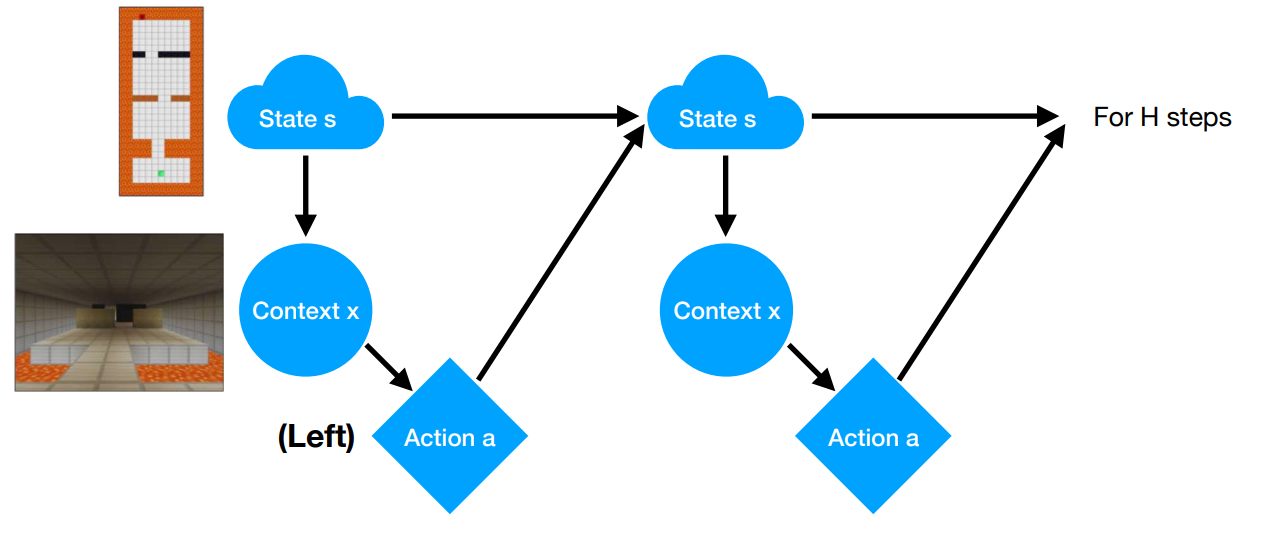 State s
State s
For H steps
Context x
Context x
(Left)
Action a
Action a